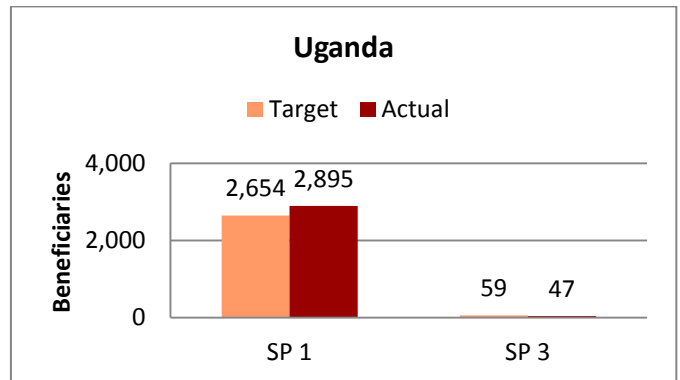 Uganda
Target Actual
Beneficiaries
4,000
2,654 2,895
2,000
59 47
0
SP 1 SP 3